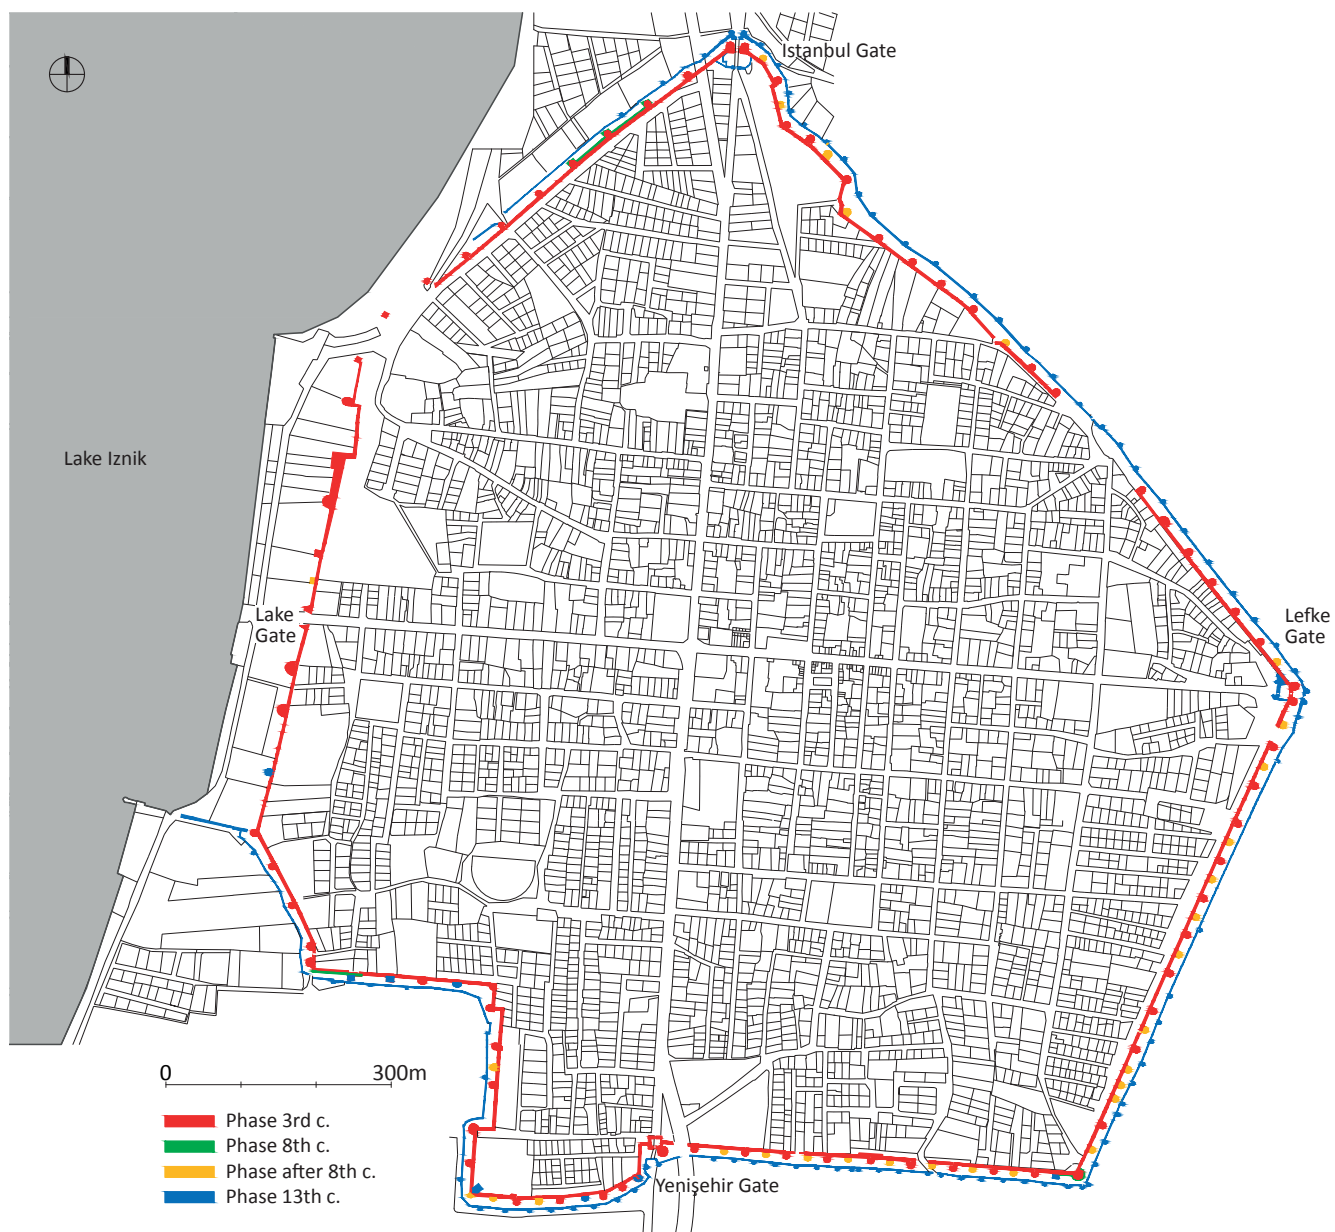 Istanbul Gate
Lake Iznik
Lake
Gate
Lefke
Gate
0 300m
Phase 3rd c.
Phase 8th c.
Phase after 8th c.
Phase 13th c.
Yenişehir Gate